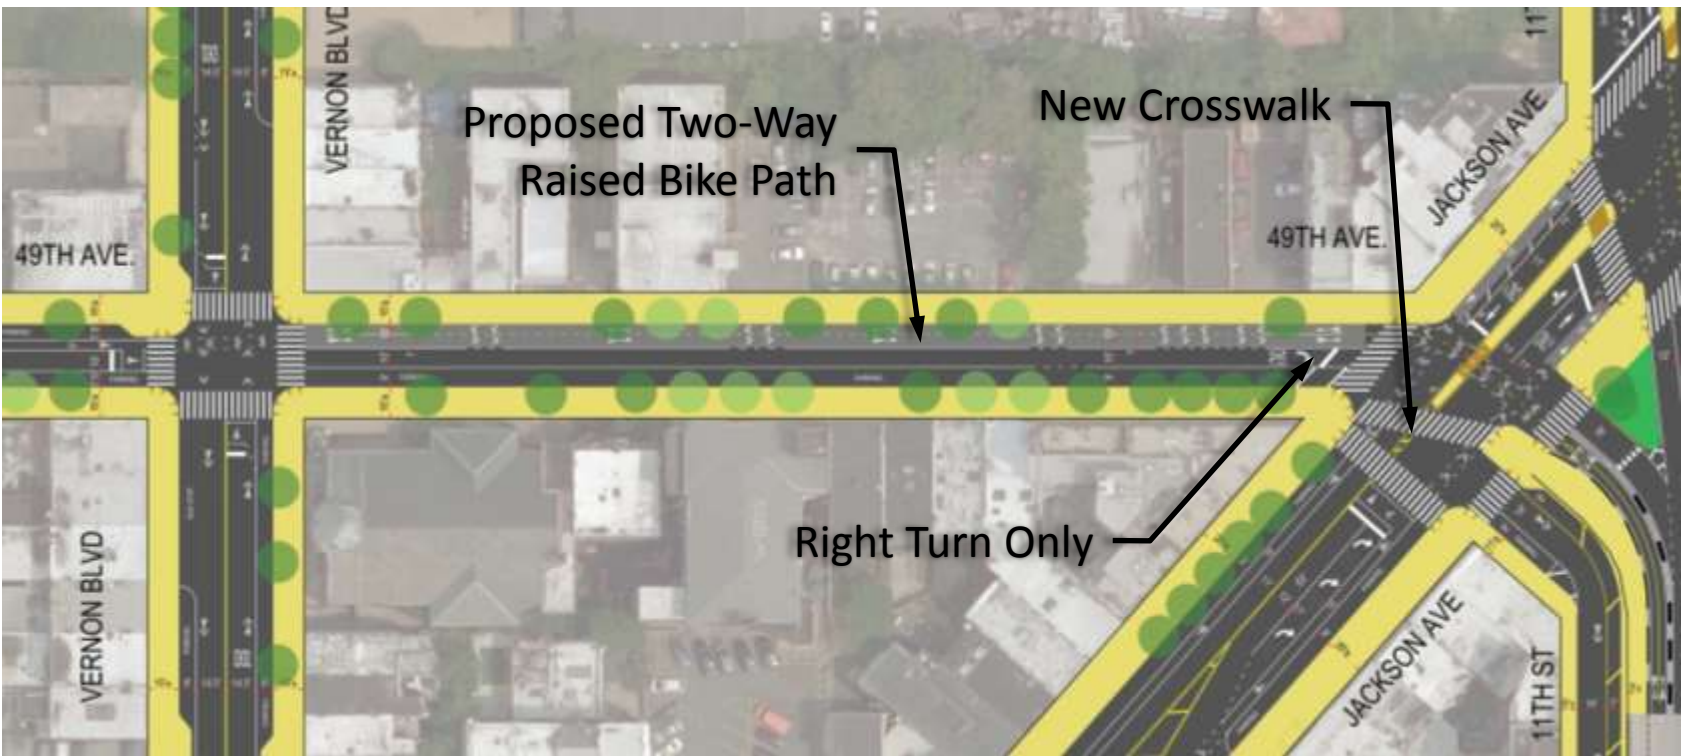 VERNON BLVD
11T
Proposed Two-Way
Raised Bike Path
New Crosswalk
JACKSON AVE
49TH AVE.
49TH AVE.
Right Turn Only
VERNON BLVD
JACKSON AVE
11TH ST